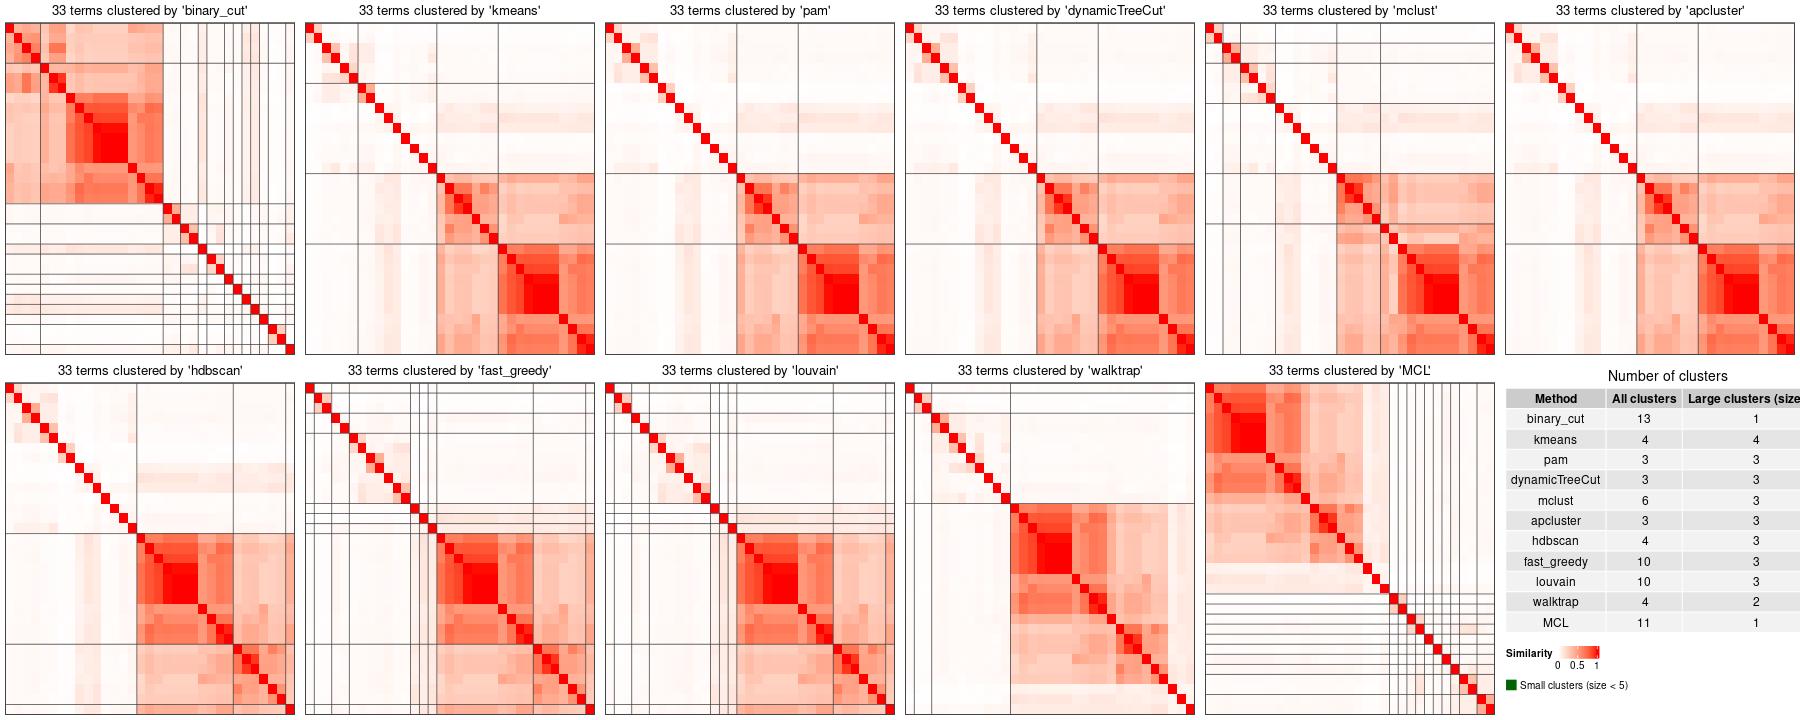 33 terms clustered by 'binary_cut'
33 terms clustered by 'kmeans'
33 terms clustered by 'pam'
33 terms clustered by 'dynamicTreeCut'
33 terms clustered by 'mclust'
33 terms clustered by 'apcluster'
33 terms clustered by 'hdbscan'
33 terms clustered by 'fast_greedy'
33 terms clustered by 'louvain'
33 terms clustered by 'walktrap'
33 terms clustered by 'MCL'
Number of clusters
Method All clusters Large clusters (size
binary_cut 13 1
kmeans 4 4
pam 3 3
dynamicTreeCut 3 3
mclust 6 3
apcluster 3 3
hdbscan 4 3
fast_greedy 10 3
louvain 10 3
walktrap 4 2
MCL 11 1
Similarity
0 0.5 1
Small clusters (size < 5)